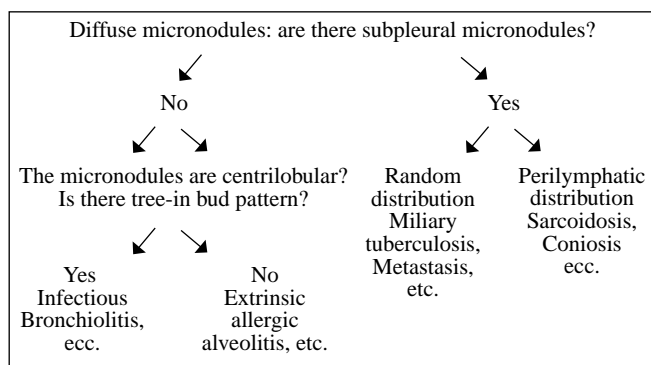 Diffuse micronodules: are there subpleural micronodules?
No
Yes
The micronodules are centrilobular?
Is there tree-in bud pattern?
Yes
Infectious
Bronchiolitis,
ecc.
No
Extrinsic
allergic
alveolitis, etc.
Random
distribution
Miliary
tuberculosis,
Metastasis,
etc.
Perilymphatic
distribution
Sarcoidosis,
Coniosis
ecc.